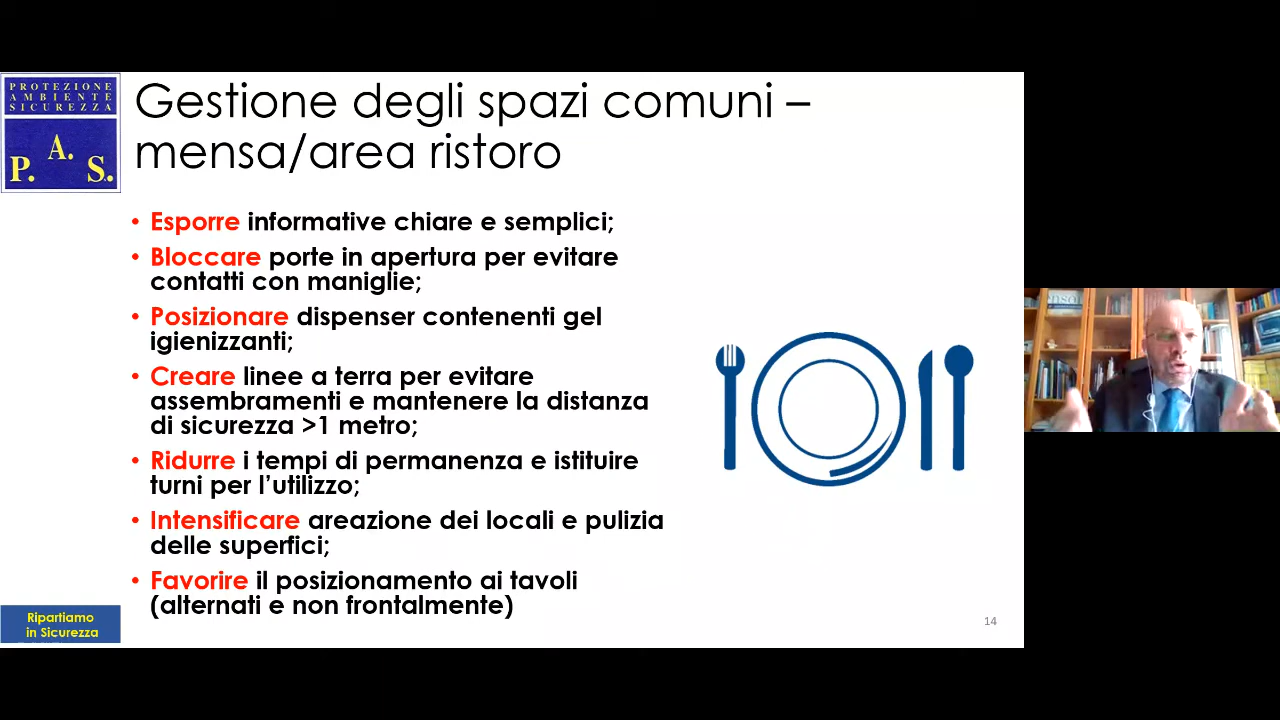 PROTEZIONE
AMBIENTE
SICUREZZA
P. A. S.
Gestione degli spazi comuni –
mensa/area ristoro
• Esporre informative chiare e semplici;
• Bloccare porte in apertura per evitare
contatti con maniglie;
• Posizionare dispenser contenenti gel
igienizzanti;
• Creare linee a terra per evitare
assembramenti e mantenere la distanza
di sicurezza >1 metro;
• Ridurre i tempi di permanenza e istituire
turni per l’utilizzo;
• Intensificare areazione dei locali e pulizia
delle superfici;
• Favorire il posizionamento ai tavoli
(alternati e non frontalmente)
Ripartiamo
in Sicurezza
14